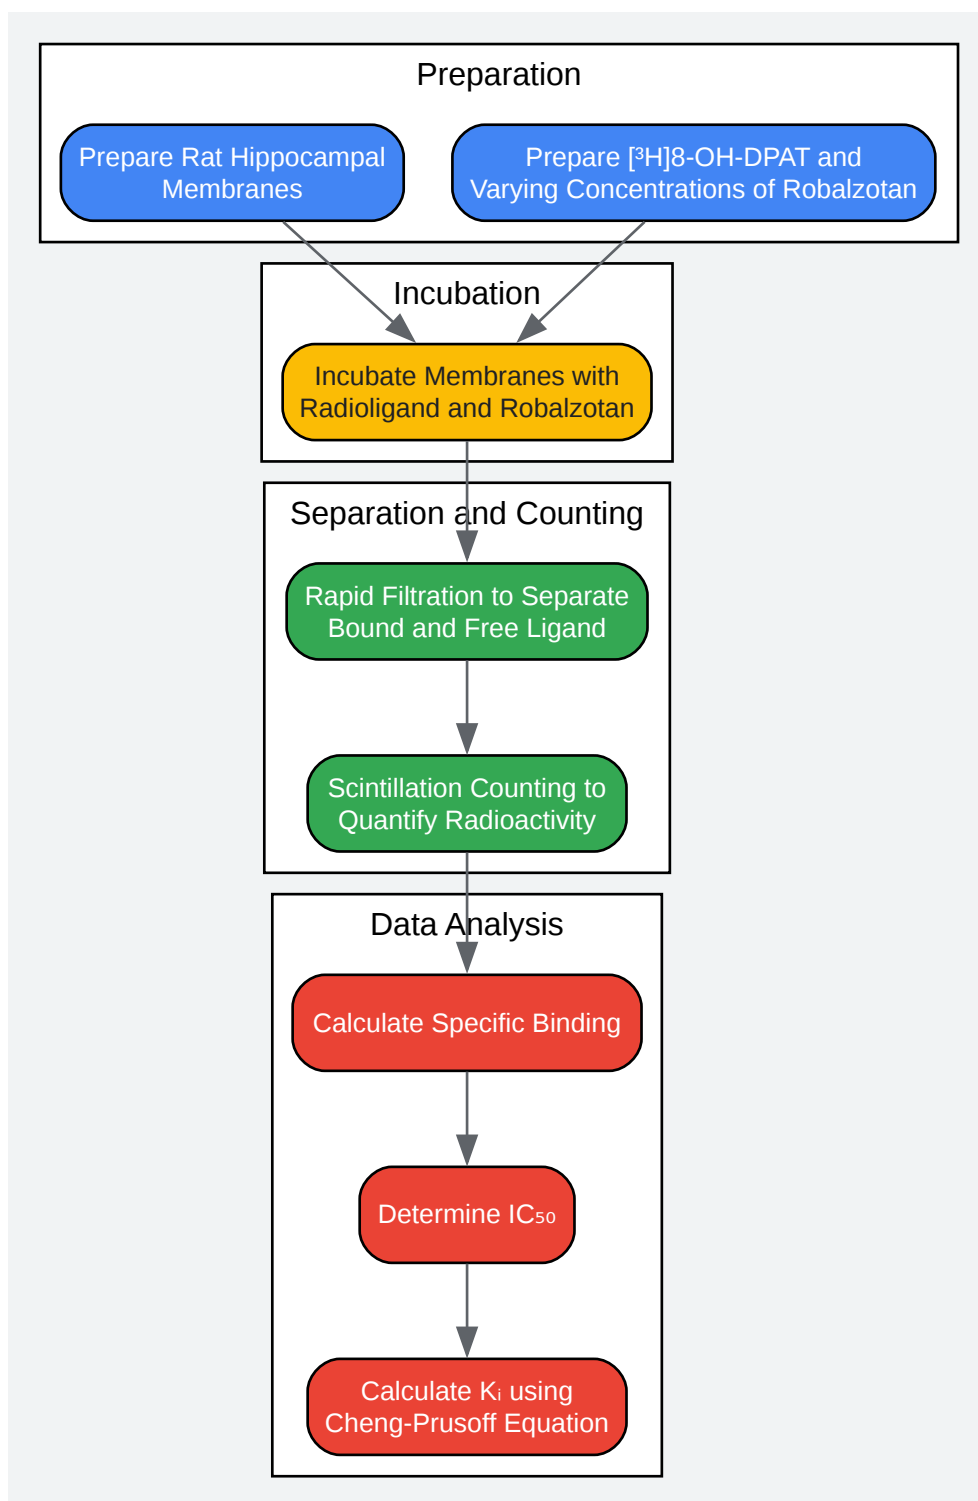 Preparation
Prepare Rat Hippocampal
Membranes
Prepare [³H]8-OH-DPAT and
Varying Concentrations of Robalzotan
Incubation
Incubate Membranes with
Radioligand and Robalzotan
Separation and Counting
Rapid Filtration to Separate
Bound and Free Ligand
Scintillation Counting to
Quantify Radioactivity
Data Analysis
Calculate Specific Binding
Determine IC₅₀
Calculate Kᵢ using
Cheng-Prusoff Equation